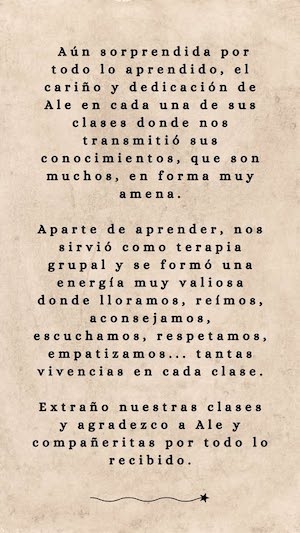 Aún sorprendida por
todo lo aprendido, el
cariño y dedicación de
Ale en cada una de sus
clases donde nos
transmitió sus
conocimientos, que son
muchos, en forma muy
amena.
Aparte de aprender, nos
sirvió como terapia
grupal y se formó una
energía muy valiosa
donde lloramos, reímos,
aconsejamos,
escuchamos, respetamos,
empatizamos... tantas
vivencias en cada clase.
Extraño nuestras clases
y agradezco a Ale y
compañeritas por todo lo
recibido.